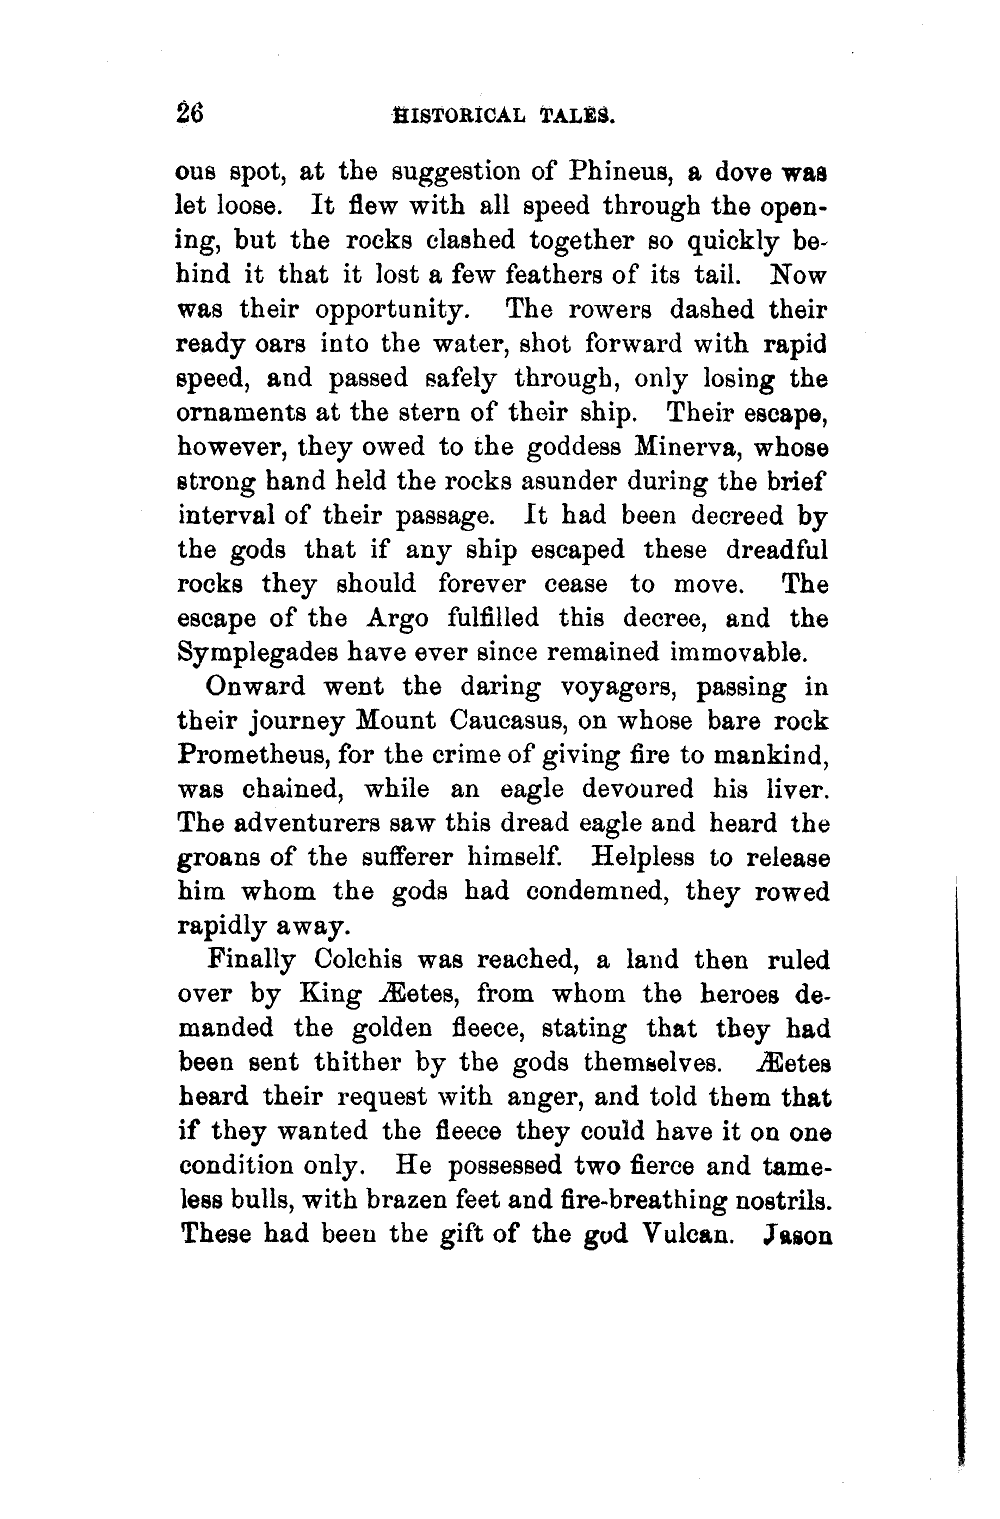 26 HISTORICAL TALES.
ous spot, at the suggestion of Phineus, a dove was
let loose. It flew with all speed through the open-
ing, but the rocks clashed together so quickly be-
hind it that it lost a few feathers of its tail. Now
was their opportunity. The rowers dashed their
ready oars into the water, shot forward with rapid
speed, and passed safely through, only losing the
ornaments at the stern of their ship. Their escape,
however, they owed to the goddess Minerva, whose
strong hand held the rocks asunder during the brief
interval of their passage. It had been decreed by
the gods that if any ship escaped these dreadful
rocks they should forever cease to move. The
escape of the Argo fulfilled this decree, and the
Symplegades have ever since remained immovable.
Onward went the daring voyagers, passing in
their journey Mount Caucasus, on whose bare rock
Prometheus, for the crime of giving fire to mankind,
was chained, while an eagle devoured his liver.
The adventurers saw this dread eagle and heard the
groans of the sufferer himself. Helpless to release
him whom the gods had condemned, they rowed
rapidly away.
Finally Colchis was reached, a land then ruled
over by King Æetes, from whom the heroes de-
manded the golden fleece, stating that they had
been sent thither by the gods themselves. Æetes
heard their request with anger, and told them that
if they wanted the fleece they could have it on one
condition only. He possessed two fierce and tame-
less bulls, with brazen feet and fire-breathing nostrils.
These had been the gift of the god Vulcan. Jason